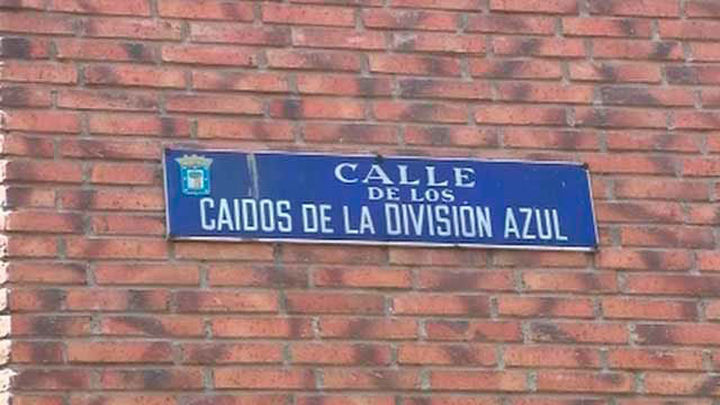 CALLE
DE LOS
CAIDOS DE LA DIVISIÓN AZUL